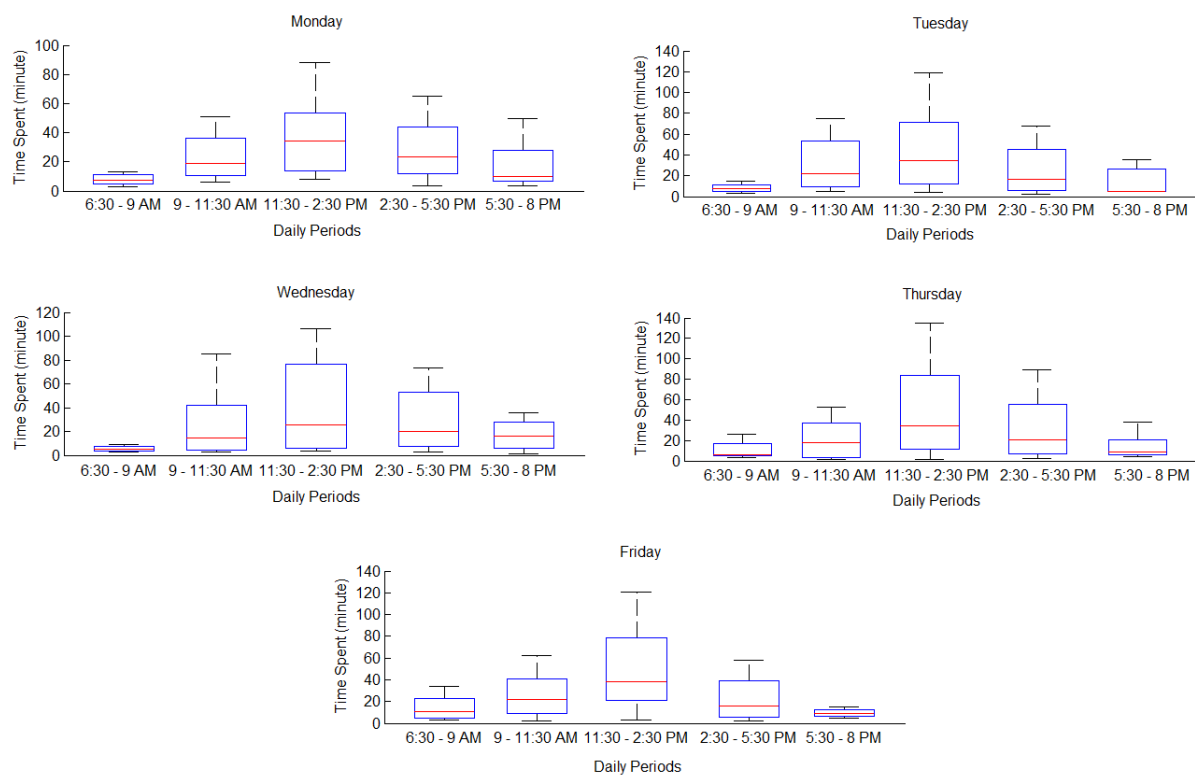 Monday
Time Spent (minute)
100
80
60
40
20
0
6:30 - 9 AM 9 - 11:30 AM 11:30 - 2:30 PM 2:30 - 5:30 PM 5:30 - 8 PM
Daily Periods
Tuesday
Time Spent (minute)
140
120
100
80
60
40
20
0
6:30 - 9 AM 9 - 11:30 AM 11:30 - 2:30 PM 2:30 - 5:30 PM 5:30 - 8 PM
Daily Periods
Wednesday
Time Spent (minute)
120
100
80
60
40
20
0
6:30 - 9 AM 9 - 11:30 AM 11:30 - 2:30 PM 2:30 - 5:30 PM 5:30 - 8 PM
Daily Periods
Thursday
Time Spent (minute)
140
120
100
80
60
40
20
0
6:30 - 9 AM 9 - 11:30 AM 11:30 - 2:30 PM 2:30 - 5:30 PM 5:30 - 8 PM
Daily Periods
Friday
Time Spent (minute)
140
120
100
80
60
40
20
0
6:30 - 9 AM 9 - 11:30 AM 11:30 - 2:30 PM 2:30 - 5:30 PM 5:30 - 8 PM
Daily Periods